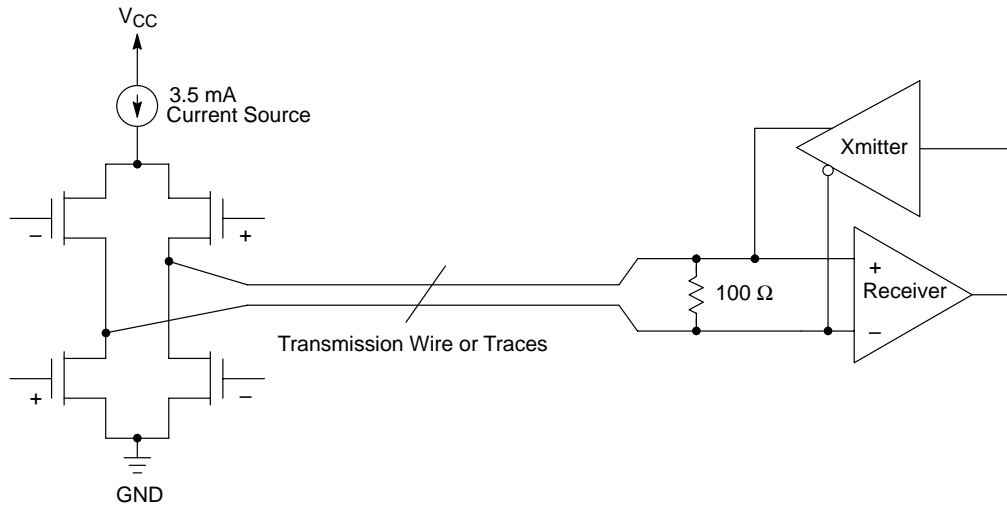 VCC
3.5 mA
Current Source
Xmitter
− +
+
Receiver
−
100 Ω
Transmission Wire or Traces
+ −
GND